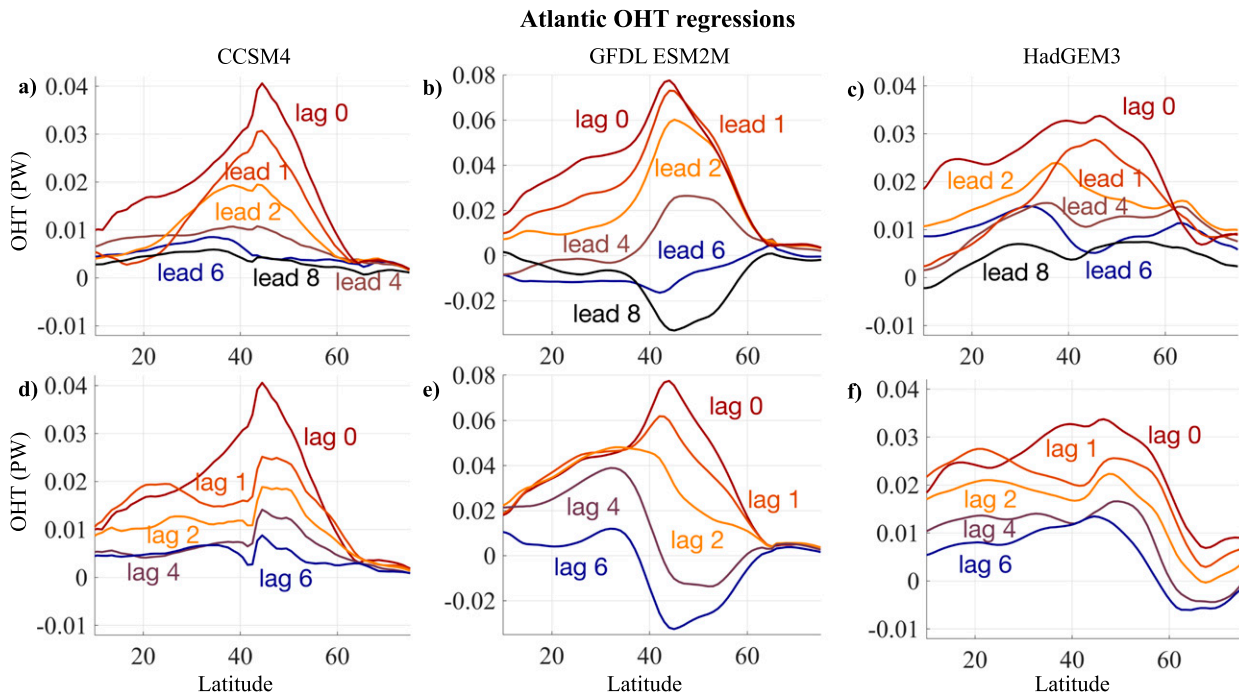 Atlantic OHT regressions
CCSM4
GFDL ESM2M
HadGEM3
a)
OHT (PW)
0.04
0.03
0.02
0.01
0
-0.01
20
40
60
lag 0
lead 1
lead 2
lead 6
lead 8
lead 4
b)
0.08
0.06
0.04
0.02
0
-0.02
20
40
60
lag 0
lead 1
lead 2
lead 4
lead 6
lead 8
c)
0.04
0.03
0.02
0.01
0
-0.01
20
40
60
lag 0
lead 2
lead 1
lead 4
lead 8
lead 6
d)
OHT (PW)
0.04
0.03
0.02
0.01
0
-0.01
20
40
60
Latitude
lag 0
lag 1
lag 2
lag 4
lag 6
e)
0.08
0.06
0.04
0.02
0
-0.02
20
40
60
Latitude
lag 0
lag 1
lag 4
lag 2
lag 6
f)
0.04
0.03
0.02
0.01
0
-0.01
20
40
60
Latitude
lag 0
lag 1
lag 2
lag 4
lag 6